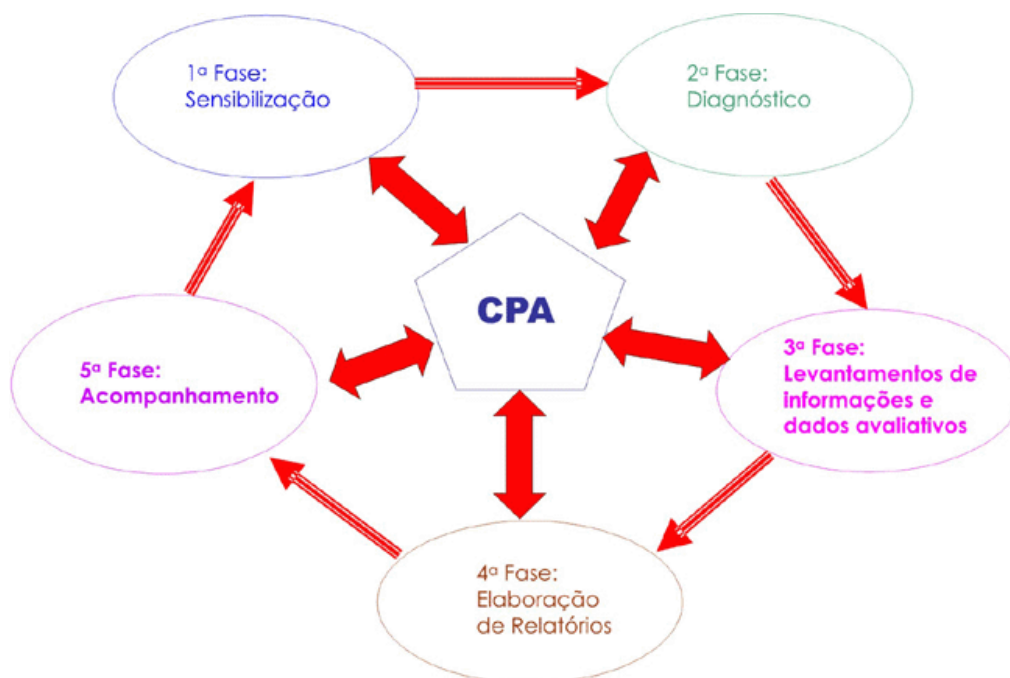 1ª Fase:
Sensibilização
2ª Fase:
Diagnóstico
CPA
3ª Fase:
Levantamentos de
informações e
dados avaliativos
5ª Fase:
Acompanhamento
4ª Fase:
Elaboração
de Relatórios